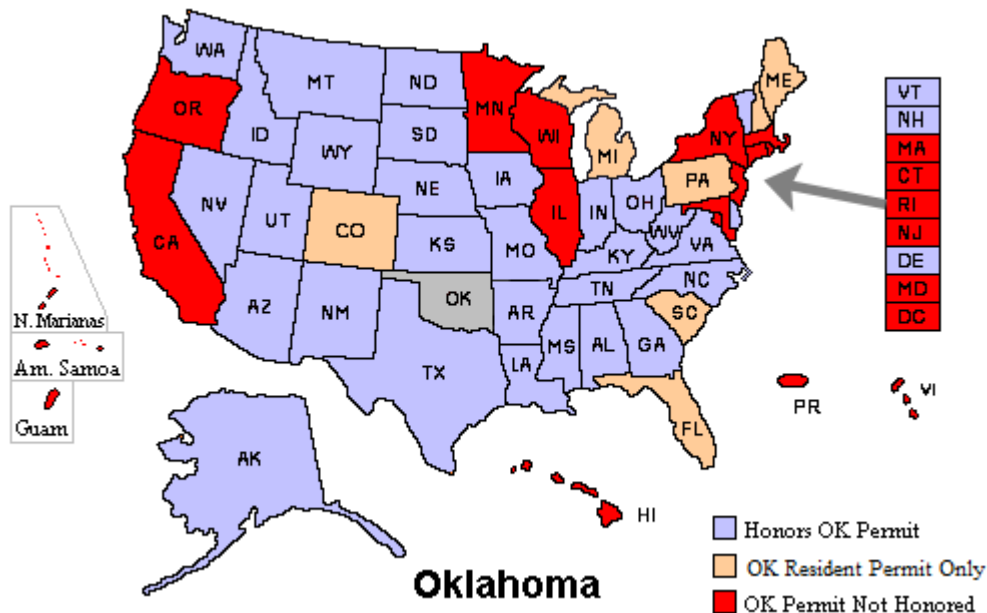 WA
MT
ND
MN
ME
OR
ID
SD
WI
NY
VT
NH
MA
CT
RI
NJ
DE
MD
DC
WY
MI
PA
IA
NE
NV
UT
CO
IL
IN
OH
WV
VA
CA
KS
MO
KY
NC
TN
AZ
NM
OK
AR
SC
MS
AL
GA
TX
LA
FL
N. Marianas
Am. Samoa
Guam
AK
HI
PR
VI
Honors OK Permit
OK Resident Permit Only
OK Permit Not Honored
Oklahoma